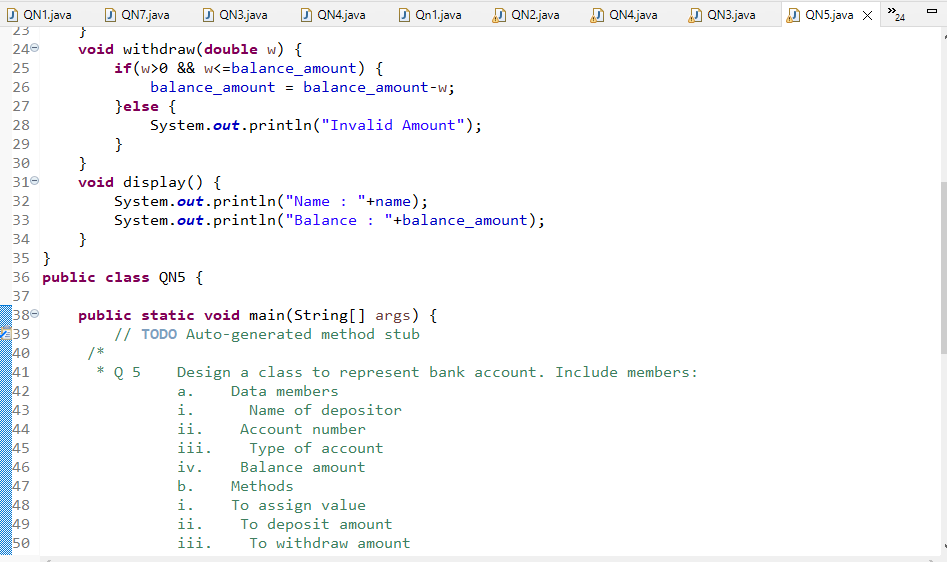 QN1.java QN7.java QN3.java QN4.java Qn1.java QN2.java QN4.java QN3.java QN5.java 24
23 }
24 void withdraw(double w) {
25 if(w>0 && w<=balance_amount) {
26 balance_amount = balance_amount-w;
27 }else {
28 System.out.println("Invalid Amount");
29 }
30 }
31 void display() {
32 System.out.println("Name : "+name);
33 System.out.println("Balance : "+balance_amount);
34 }
35 }
36 public class QN5 {
37
38 public static void main(String[] args) {
39 // TODO Auto-generated method stub
40 /*
41 * Q 5 Design a class to represent bank account. Include members:
42 a. Data members
43 i. Name of depositor
44 ii. Account number
45 iii. Type of account
46 iv. Balance amount
47 b. Methods
48 i. To assign value
49 ii. To deposit amount
50 iii. To withdraw amount